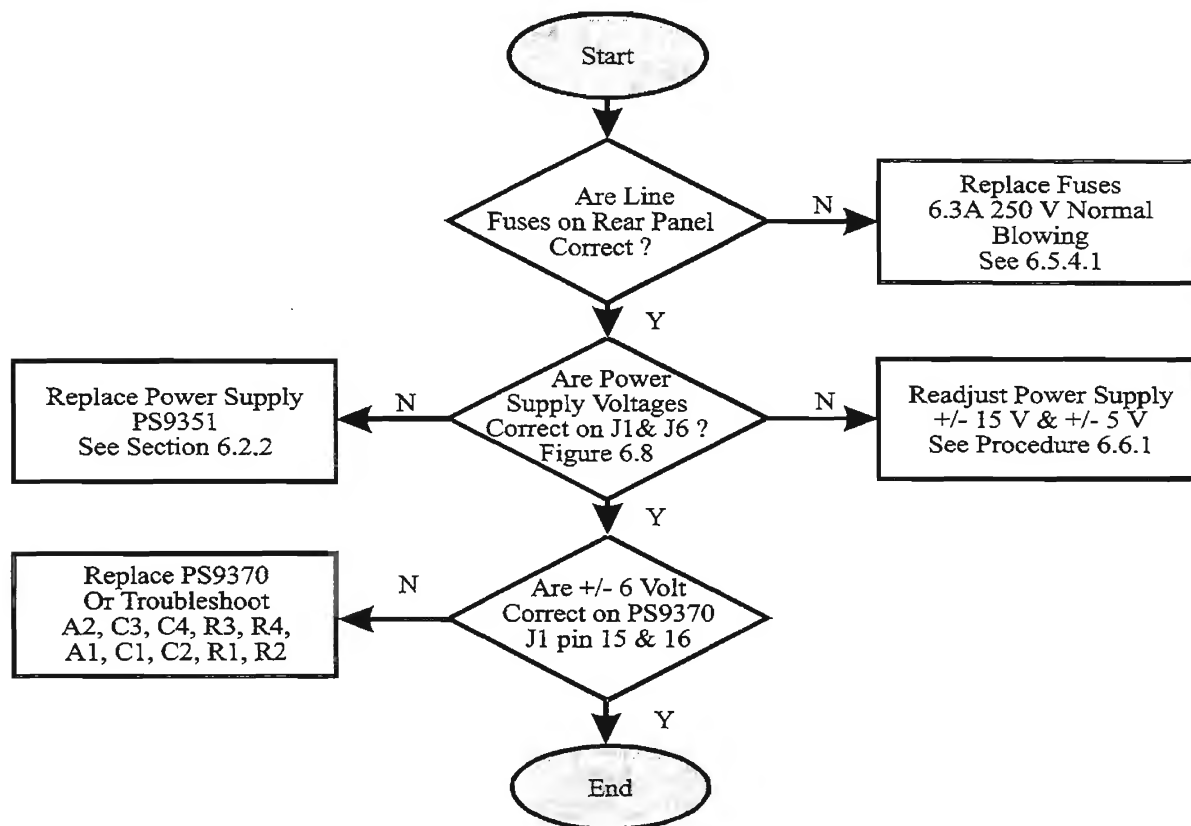 Start
Are Line
Fuses on Rear Panel
Correct ?
N
Replace Fuses
6.3A 250 V Normal
Blowing
See 6.5.4.1
Y
Replace Power Supply
PS9351
See Section 6.2.2
N
Are Power
Supply Voltages
Correct on J1& J6 ?
Figure 6.8
N
Readjust Power Supply
+/- 15 V & +/- 5 V
See Procedure 6.6.1
Y
Replace PS9370
Or Troubleshoot
A2, C3, C4, R3, R4,
A1, C1, C2, R1, R2
N
Are +/- 6 Volt
Correct on PS9370
J1 pin 15 & 16
Y
End